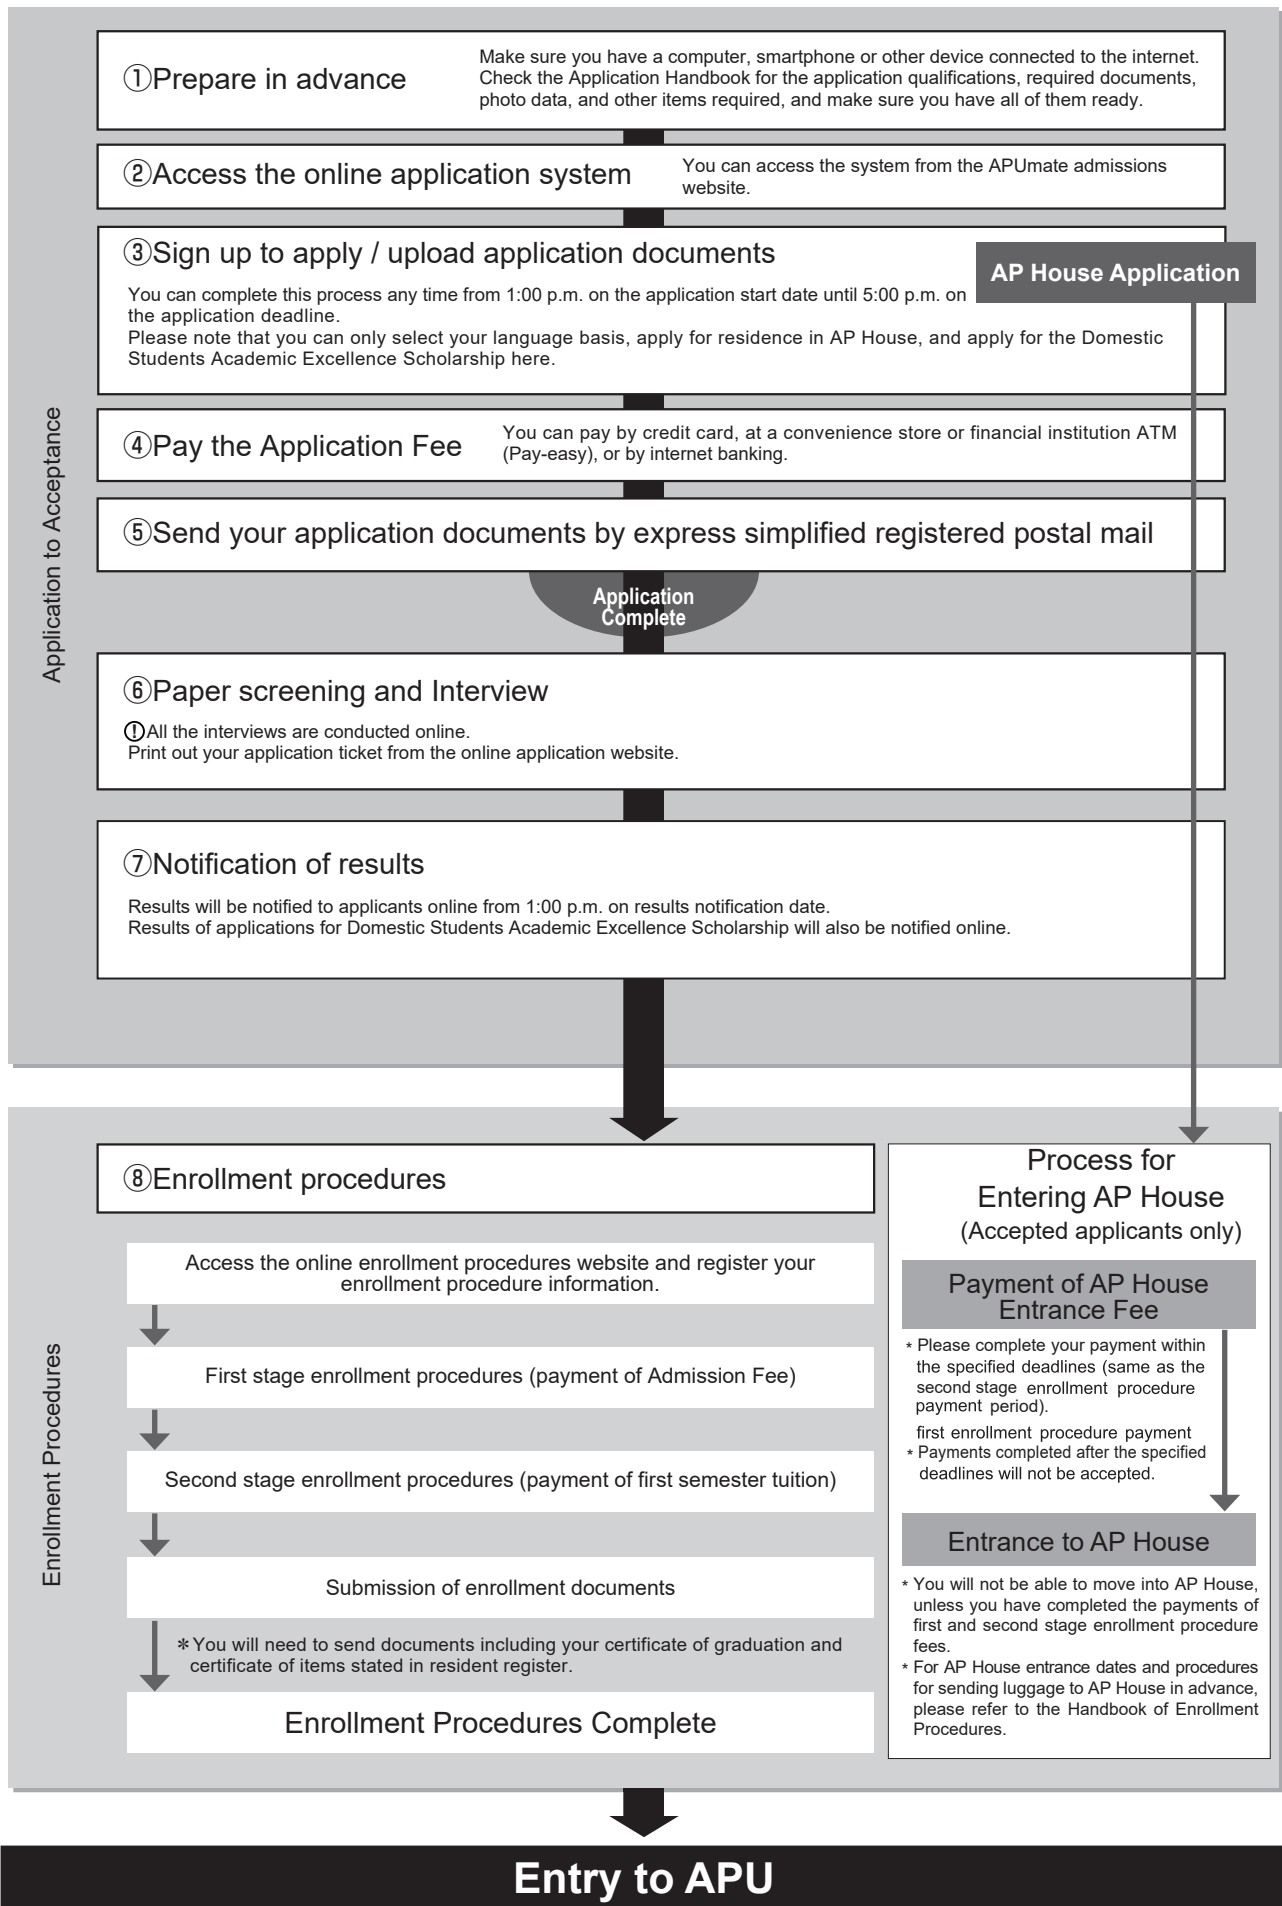 ①Prepare in advance
Make sure you have a computer, smartphone or other device connected to the internet.
Check the Application Handbook for the application qualifications, required documents,
photo data, and other items required, and make sure you have all of them ready.
②Access the online application system
You can access the system from the APUmate admissions
website.
③Sign up to apply / upload application documents
AP House Application
You can complete this process any time from 1:00 p.m. on the application start date until 5:00 p.m. on
the application deadline.
Please note that you can only select your language basis, apply for residence in AP House, and apply for the Domestic
Students Academic Excellence Scholarship here.
④Pay the Application Fee
You can pay by credit card, at a convenience store or financial institution ATM
(Pay-easy), or by internet banking.
⑤Send your application documents by express simplified registered postal mail
Application
Complete
⑥Paper screening and Interview
!All the interviews are conducted online.
Print out your application ticket from the online application website.
⑦Notification of results
Results will be notified to applicants online from 1:00 p.m. on results notification date.
Results of applications for Domestic Students Academic Excellence Scholarship will also be notified online.
Application to Acceptance
⑧Enrollment procedures
Access the online enrollment procedures website and register your
enrollment procedure information.
First stage enrollment procedures (payment of Admission Fee)
Second stage enrollment procedures (payment of first semester tuition)
Submission of enrollment documents
＊You will need to send documents including your certificate of graduation and
certificate of items stated in resident register.
Enrollment Procedures Complete
Enrollment Procedures
Process for
Entering AP House
(Accepted applicants only)
Payment of AP House
Entrance Fee
* Please complete your payment within
the specified deadlines (same as the
second stage enrollment procedure
payment period).
first enrollment procedure payment
* Payments completed after the specified
deadlines will not be accepted.
Entrance to AP House
* You will not be able to move into AP House,
unless you have completed the payments of
first and second stage enrollment procedure
fees.
* For AP House entrance dates and procedures
for sending luggage to AP House in advance,
please refer to the Handbook of Enrollment
Procedures.
Entry to APU